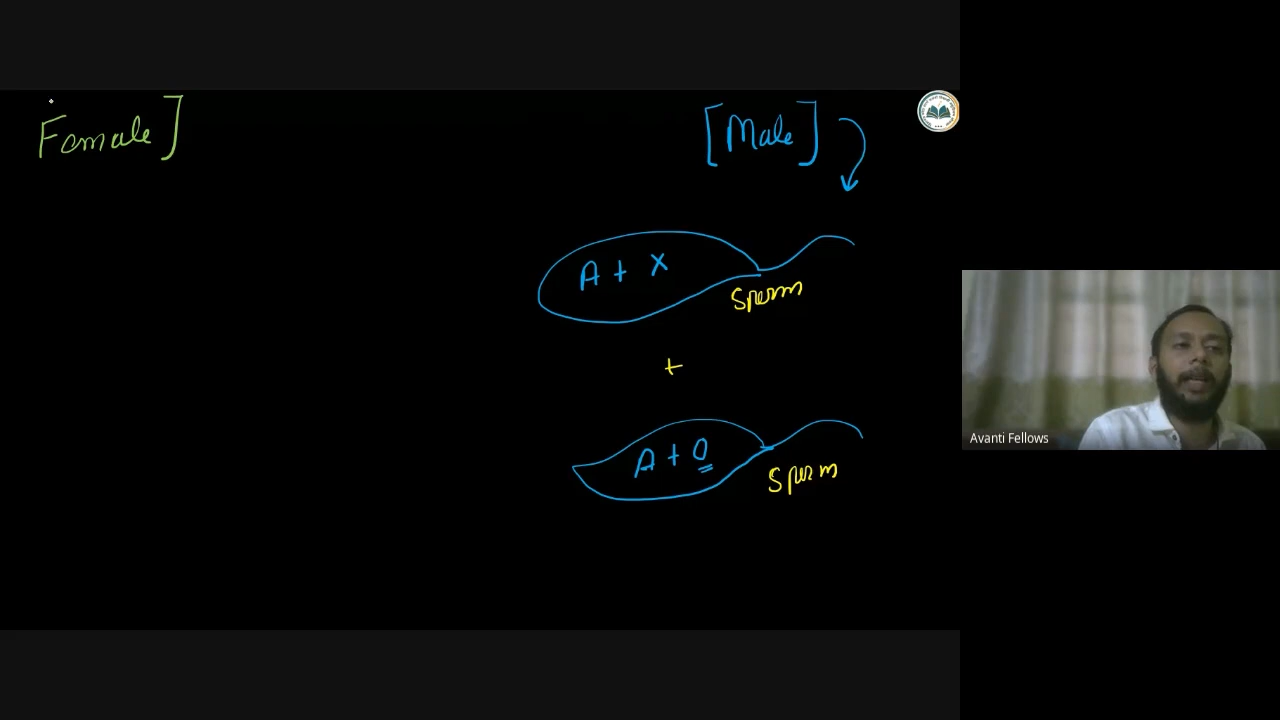 Female]
[Male]
A + X
Sperm
+
A + O
Sperm
Avanti Fellows